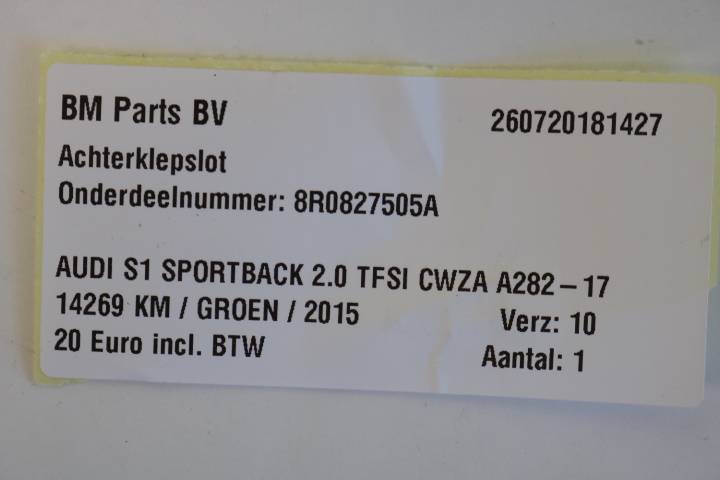 BM Parts BV 260720181427
Achterklepslot
Onderdeelnummer: 8R0827505A
AUDI S1 SPORTBACK 2.0 TFSI CWZA A282-17
14269 KM / GROEN / 2015 Verz: 10
20 Euro incl. BTW Aantal: 1